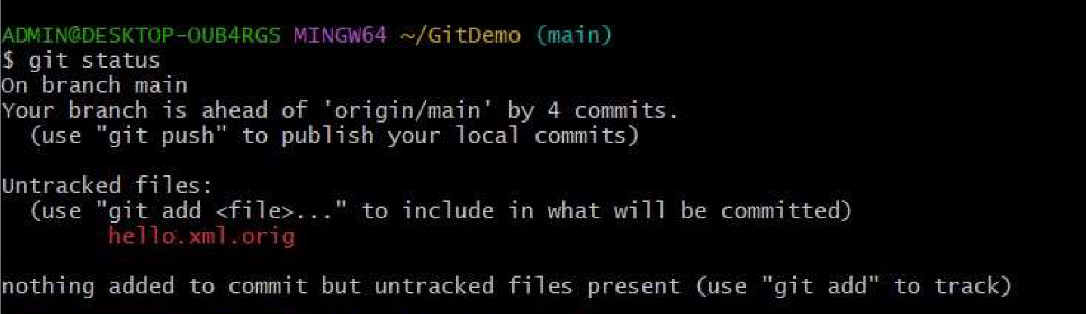 ADMIN@DESKTOP-OUB4RGS MINGW64 ~/GitDemo (main)
$ git status
On branch main
Your branch is ahead of 'origin/main' by 4 commits.
  (use "git push" to publish your local commits)

Untracked files:
  (use "git add <file>..." to include in what will be committed)
        hello.xml.orig

nothing added to commit but untracked files present (use "git add" to track)